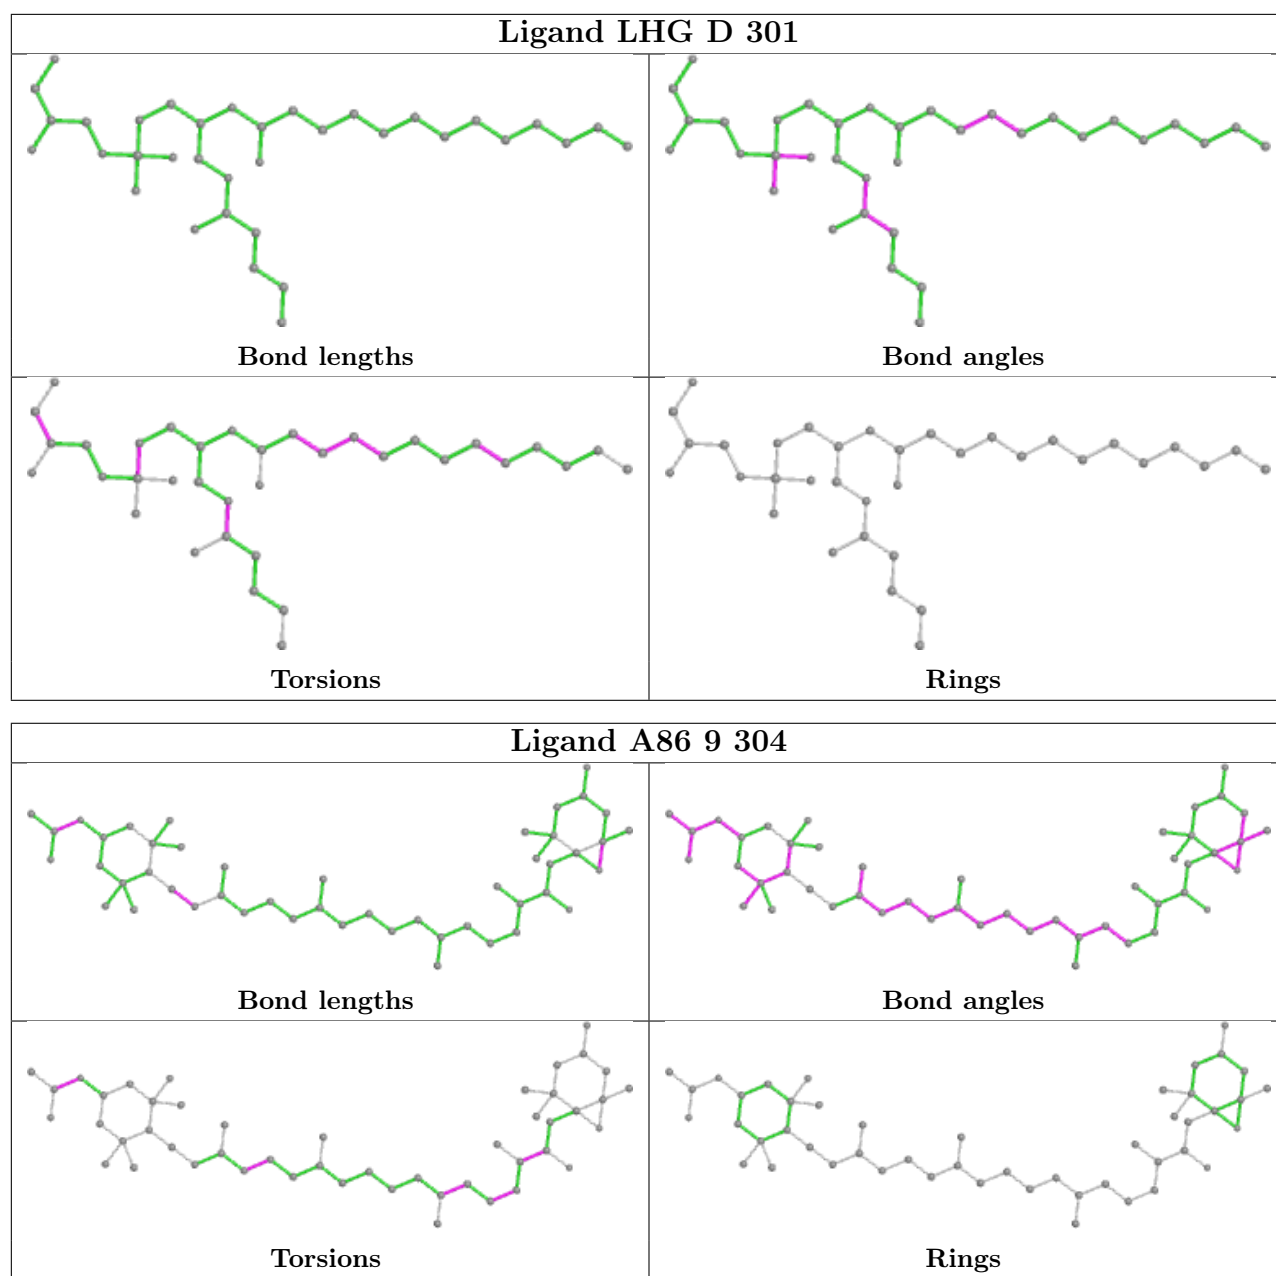 Ligand LHG D 301
Bond lengths
Bond angles
Torsions
Rings
Ligand A86 9 304
Bond lengths
Bond angles
Torsions
Rings